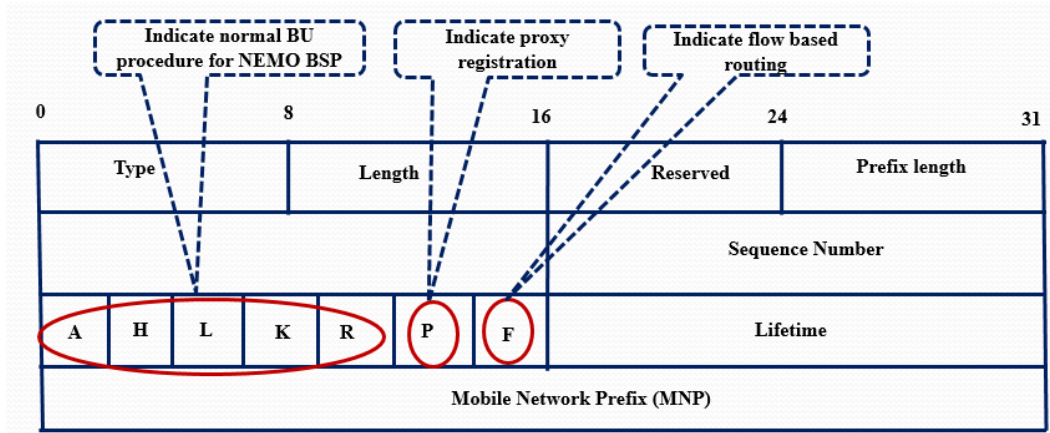 Indicate normal BU
procedure for NEMO BSP
Indicate proxy
registration
Indicate flow based
routing
0 8 16 24 31
Type Length Reserved Prefix length
Sequence Number
A H L K R P F Lifetime
Mobile Network Prefix (MNP)